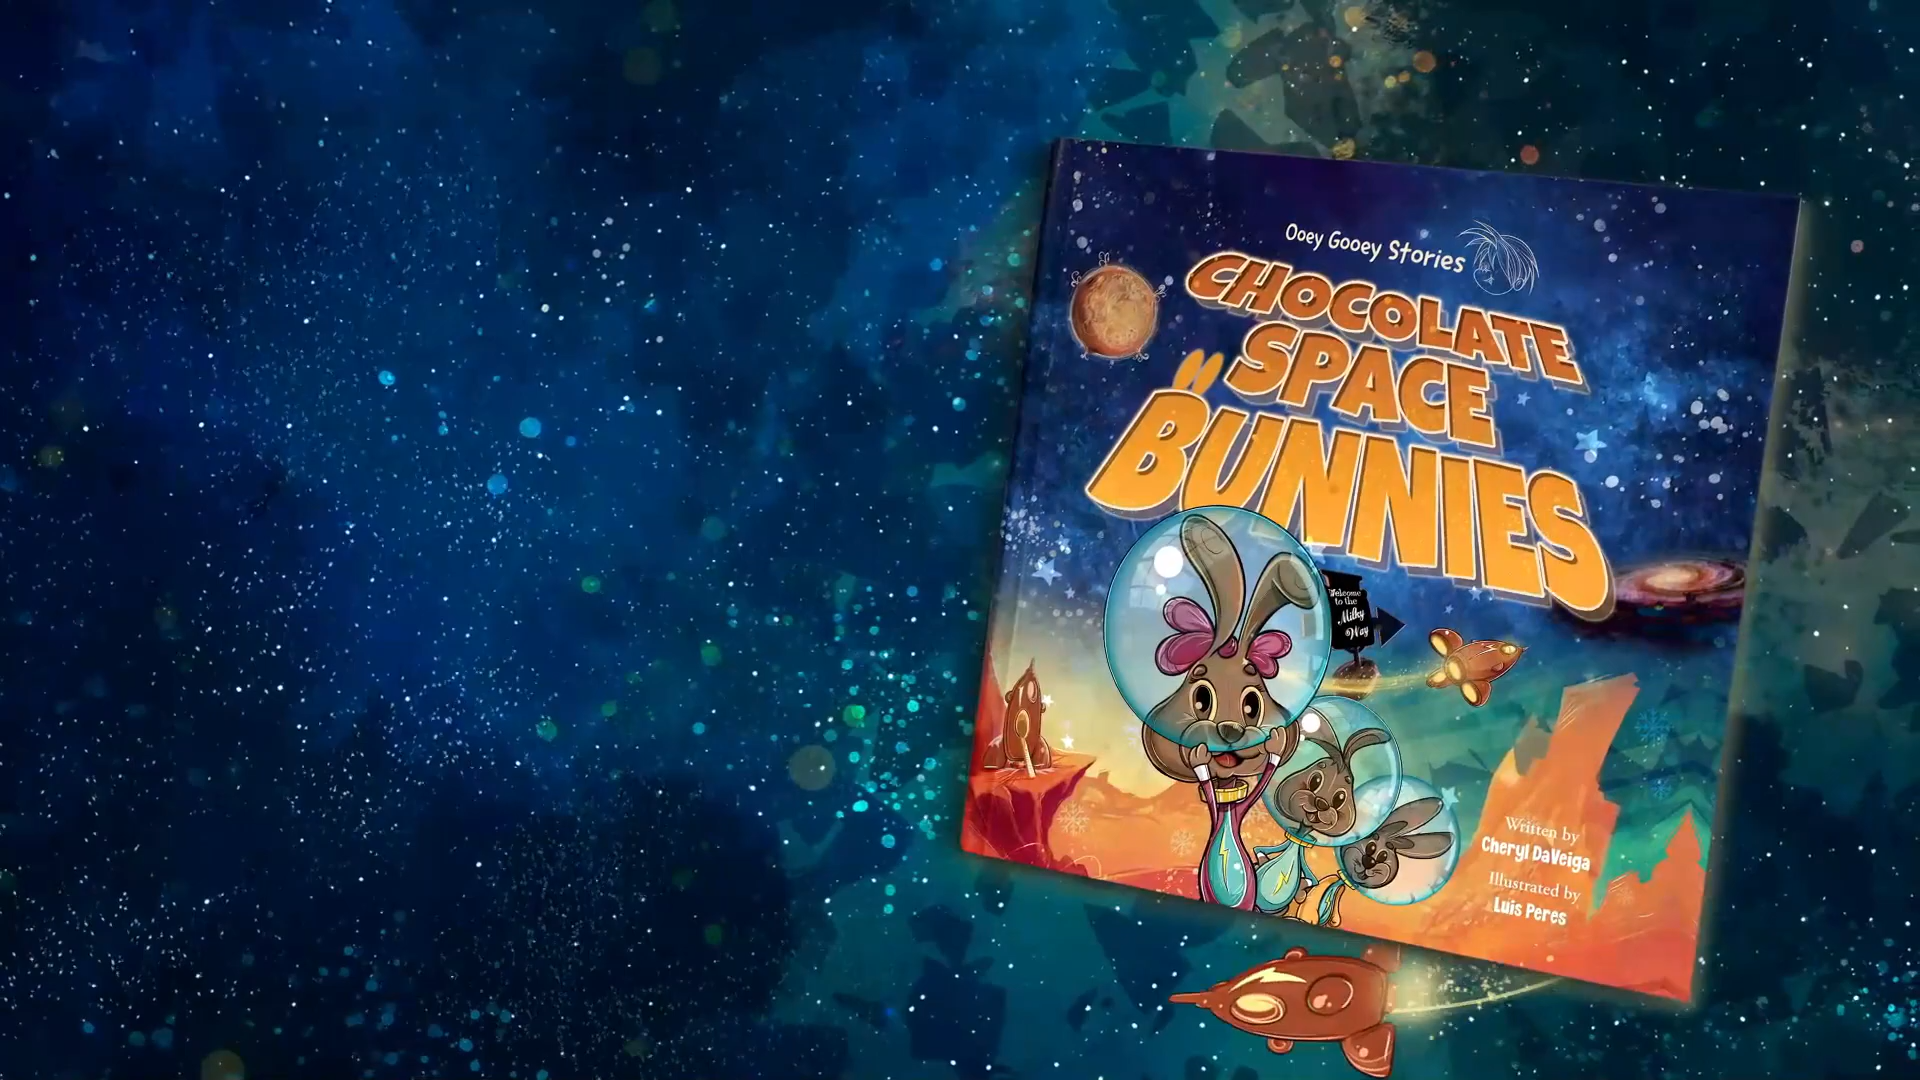 Ooey Gooey Stories
CHOCOLATE
SPACE
BUNNIES
Welcome
to the
Milky
Way
Written by
Cheryl DaVeiga
Illustrated by
Luis Peres